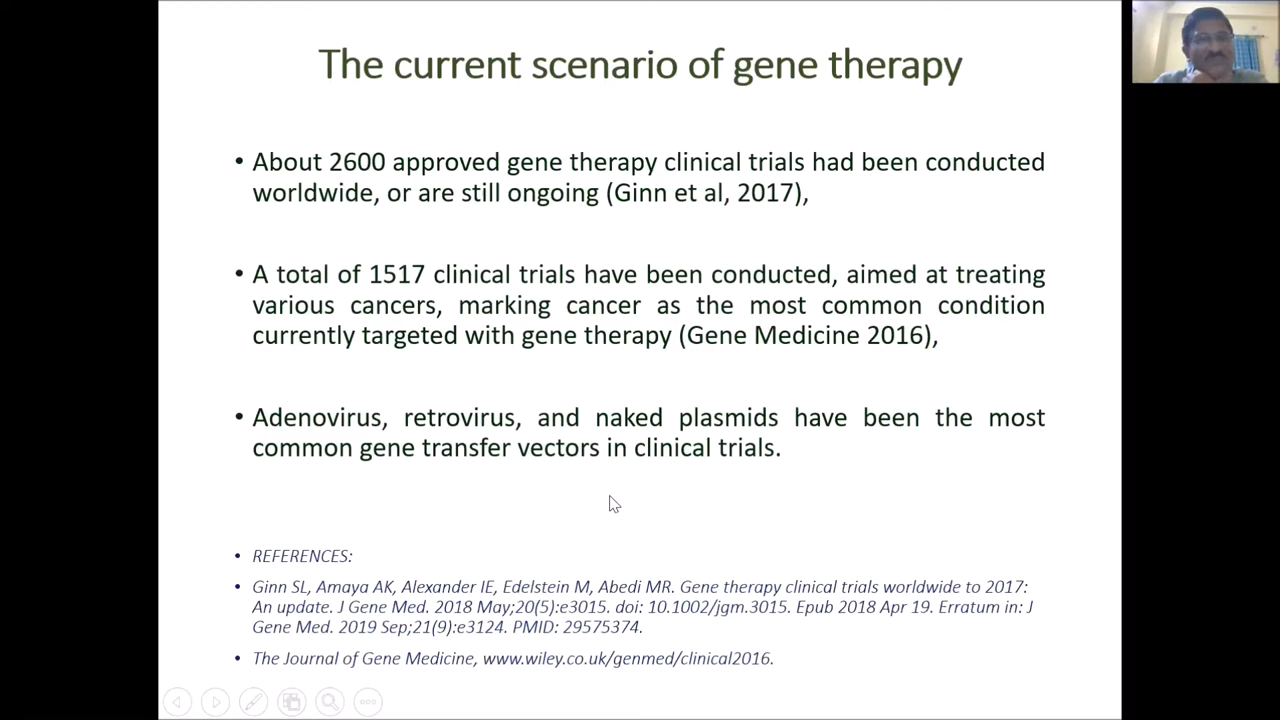 The current scenario of gene therapy
• About 2600 approved gene therapy clinical trials had been conducted
worldwide, or are still ongoing (Ginn et al, 2017),
• A total of 1517 clinical trials have been conducted, aimed at treating
various cancers, marking cancer as the most common condition
currently targeted with gene therapy (Gene Medicine 2016),
• Adenovirus, retrovirus, and naked plasmids have been the most
common gene transfer vectors in clinical trials.
• REFERENCES:
• Ginn SL, Amaya AK, Alexander IE, Edelstein M, Abedi MR. Gene therapy clinical trials worldwide to 2017:
An update. J Gene Med. 2018 May;20(5):e3015. doi: 10.1002/jgm.3015. Epub 2018 Apr 19. Erratum in: J
Gene Med. 2019 Sep;21(9):e3124. PMID: 29575374.
• The Journal of Gene Medicine, www.wiley.co.uk/genmed/clinical2016.